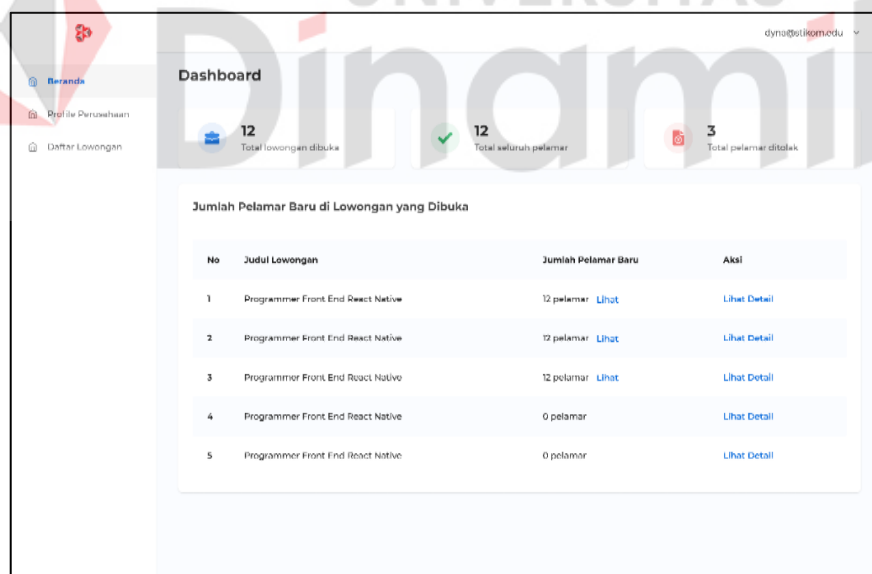 UNIVERSITAS
Dinamika
dyna@stikom.edu
Beranda
Profile Perusahaan
Daftar Lowongan
Dashboard
12
Total lowongan dibuka
12
Total seluruh pelamar
3
Total pelamar ditolak
Jumlah Pelamar Baru di Lowongan yang Dibuka
No Judul Lowongan Jumlah Pelamar Baru Aksi
1 Programmer Front End React Native 12 pelamar Lihat Lihat Detail
2 Programmer Front End React Native 12 pelamar Lihat Lihat Detail
3 Programmer Front End React Native 12 pelamar Lihat Lihat Detail
4 Programmer Front End React Native 0 pelamar Lihat Detail
5 Programmer Front End React Native 0 pelamar Lihat Detail